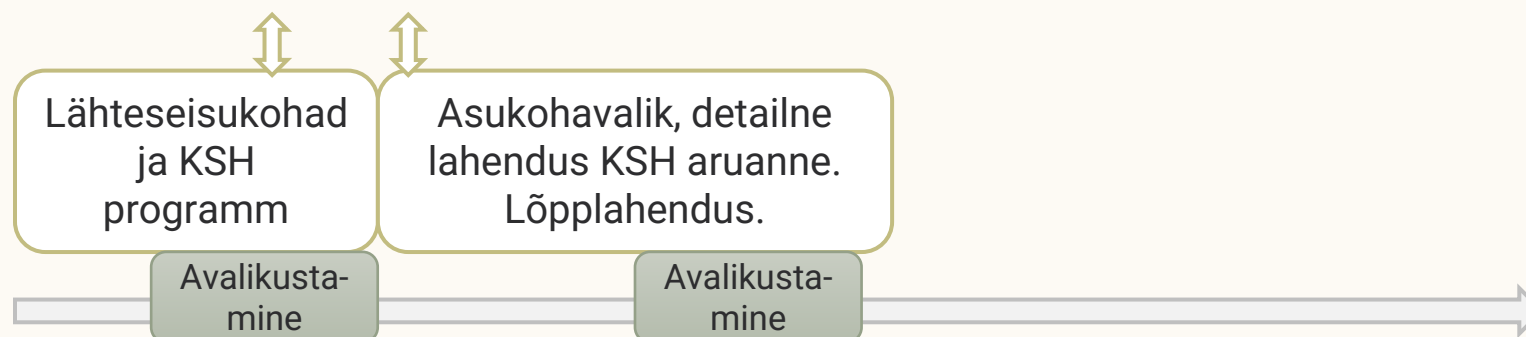 Lähteseisukohad
ja KSH
programm
Asukohavalik, detailne
lahendus KSH aruanne.
Lõpplahendus.
Avalikusta-
mine
Avalikusta-
mine